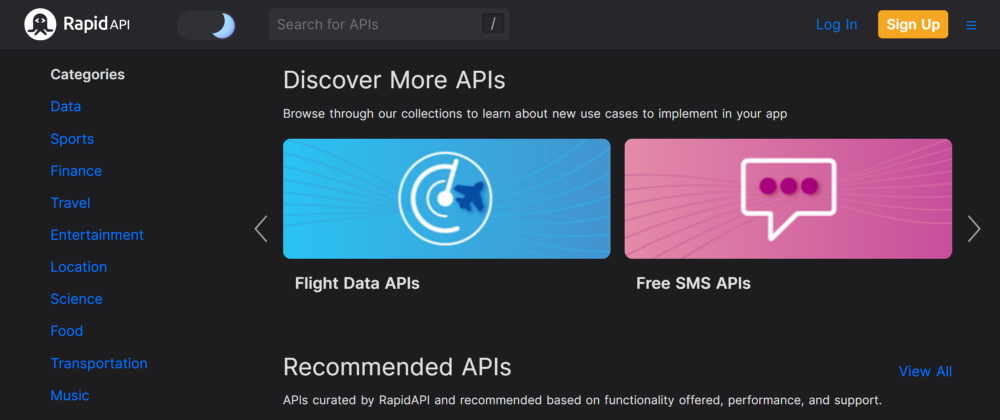 RapidAPI
Search for APIs
/
Log In
Sign Up
Categories
Data
Sports
Finance
Travel
Entertainment
Location
Science
Food
Transportation
Music
Discover More APIs
Browse through our collections to learn about new use cases to implement in your app
Flight Data APIs
Free SMS APIs
Recommended APIs
View All
APIs curated by RapidAPI and recommended based on functionality offered, performance, and support.